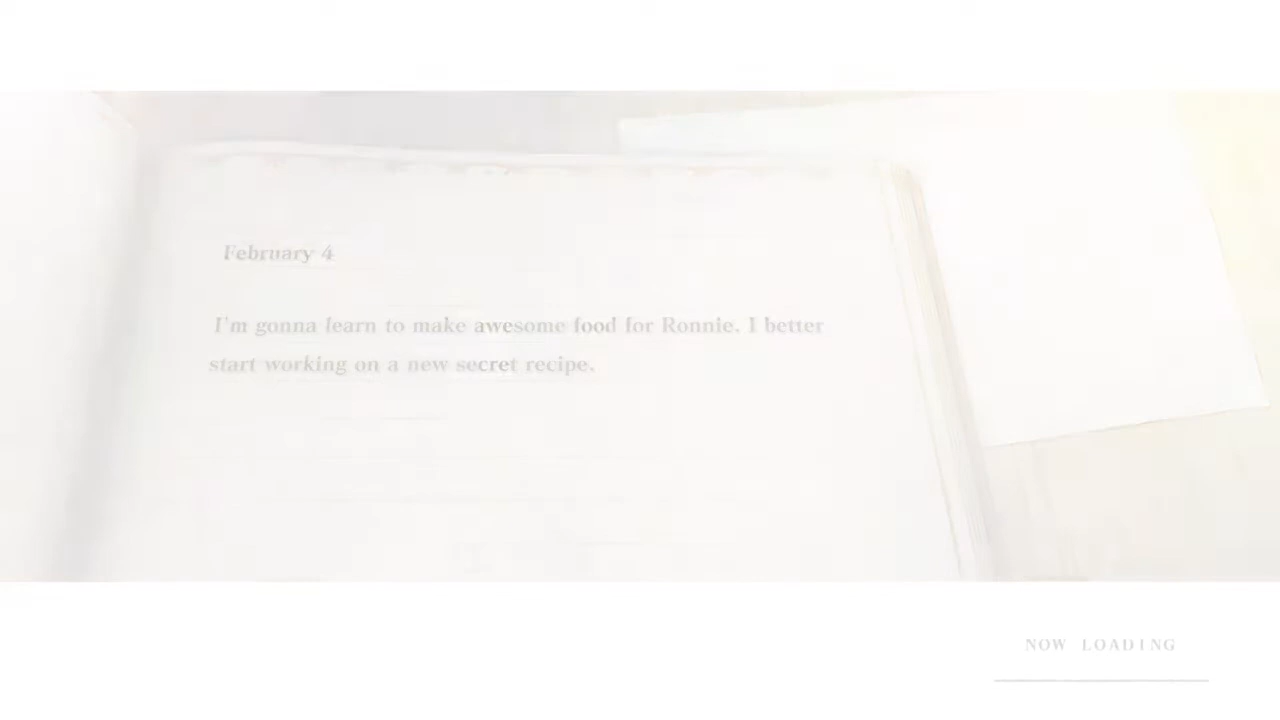 February 4
I'm gonna learn to make awesome food for Ronnie. I better
start working on a new secret recipe.
NOW LOADING